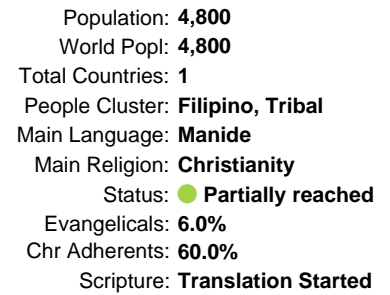 Population: 4,800
World Popl: 4,800
Total Countries: 1
People Cluster: Filipino, Tribal
Main Language: Manide
Main Religion: Christianity
Status: Partially reached
Evangelicals: 6.0%
Chr Adherents: 60.0%
Scripture: Translation Started